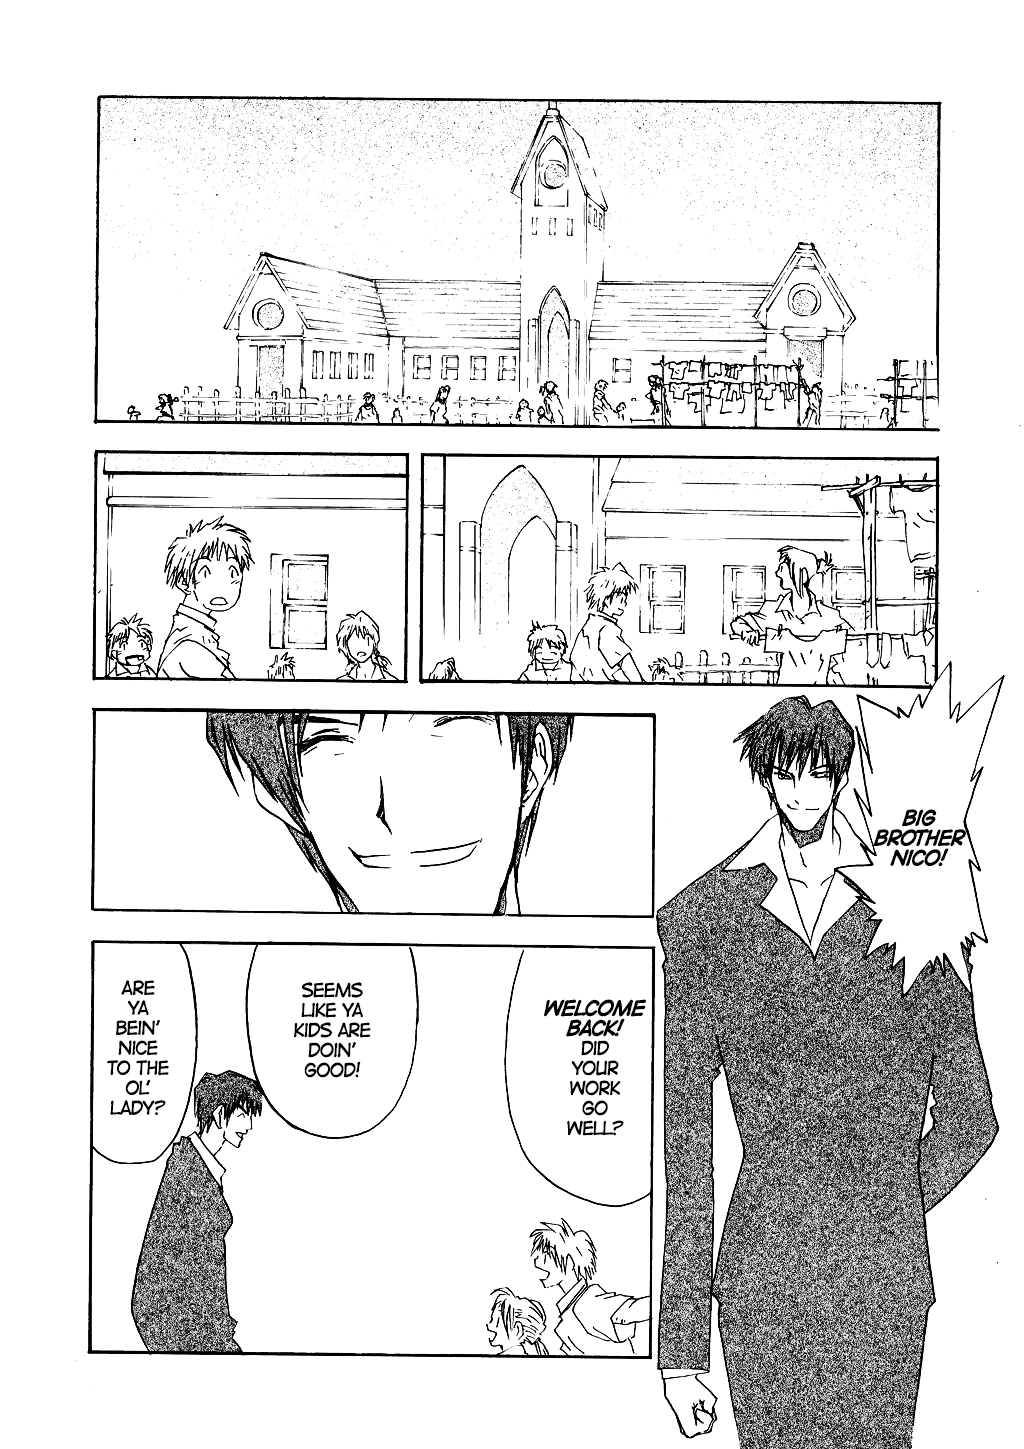 BIG
BROTHER
NICO!
WELCOME
BACK!
DID
YOUR
WORK
GO
WELL?
SEEMS
LIKE YA
KIDS ARE
DOIN'
GOOD!
ARE
YA
BEIN'
NICE
TO THE
OL'
LADY?